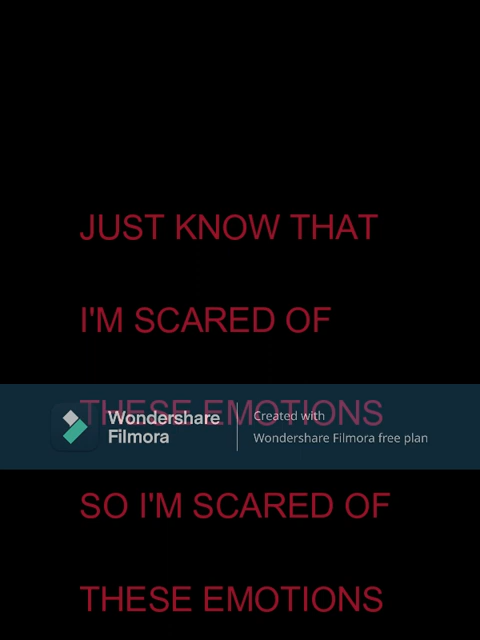 JUST KNOW THAT
I'M SCARED OF
THESE EMOTIONS
Wondershare
Filmora
Created with
Wondershare Filmora free plan
SO I'M SCARED OF
THESE EMOTIONS